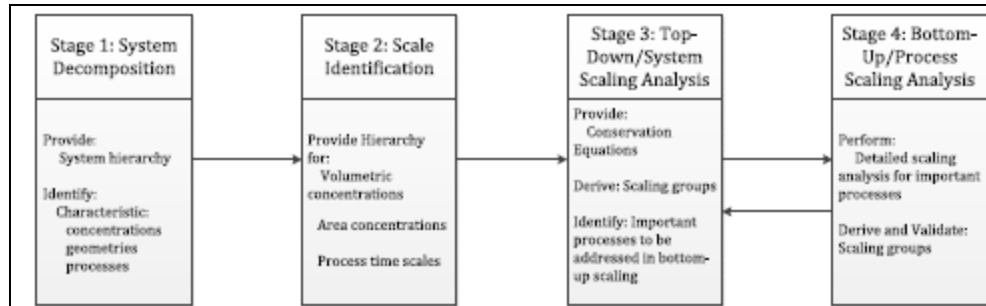 Stage 1: System
Decomposition
Provide:
System hierarchy
Identify:
Characteristic:
concentrations
geometries
processes
Stage 2: Scale
Identification
Provide Hierarchy
for:
Volumetric
concentrations
Area concentrations
Process time scales
Stage 3: Top-
Down/System
Scaling Analysis
Provide:
Conservation
Equations
Derive: Scaling groups
Identify: Important
processes to be
addressed in bottom-
up scaling
Stage 4: Bottom-
Up/Process
Scaling Analysis
Perform:
Detailed scaling
analysis for important
processes
Derive and Validate:
Scaling groups